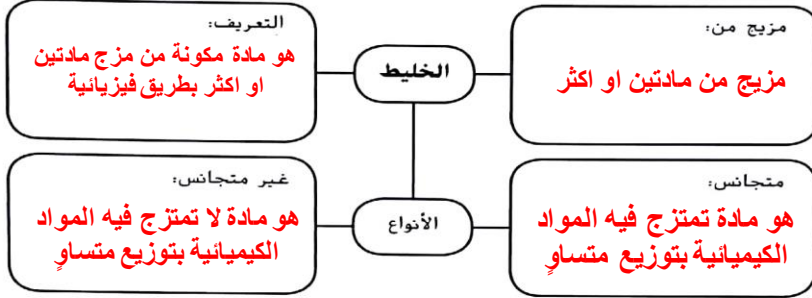 مزيج من:
مزيج من مادتين او اكثر
الخليط
التعريف:
هو مادة مكونة من مزج مادتين
او اكثر بطريق فيزيائية
متجانس:
هو مادة تمتزج فيه المواد
الكيميائية بتوزيع متساوٍ
الأنواع
غير متجانس:
هو مادة لا تمتزج فيه المواد
الكيميائية بتوزيع متساوٍ